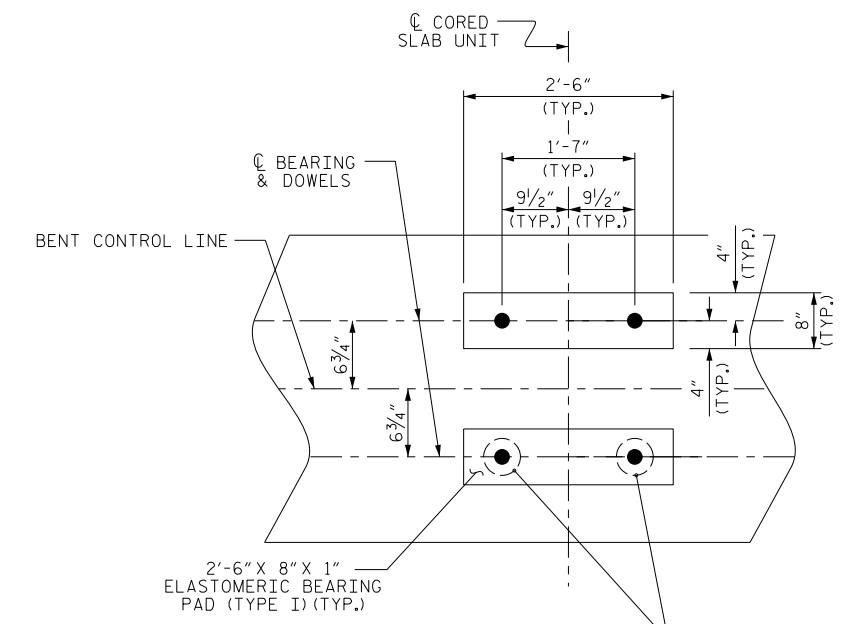 ℄ CORED
SLAB UNIT
2'-6"
(TYP.)
1'-7"
(TYP.)
℄ BEARING
& DOWELS
9½" 9½"
(TYP.) (TYP.)
BENT CONTROL LINE
4"
(TYP.)
8"
(TYP.)
6¾"
4"
(TYP.)
6¾"
2'-6" X 8" X 1"
ELASTOMERIC BEARING
PAD (TYPE I)(TYP.)